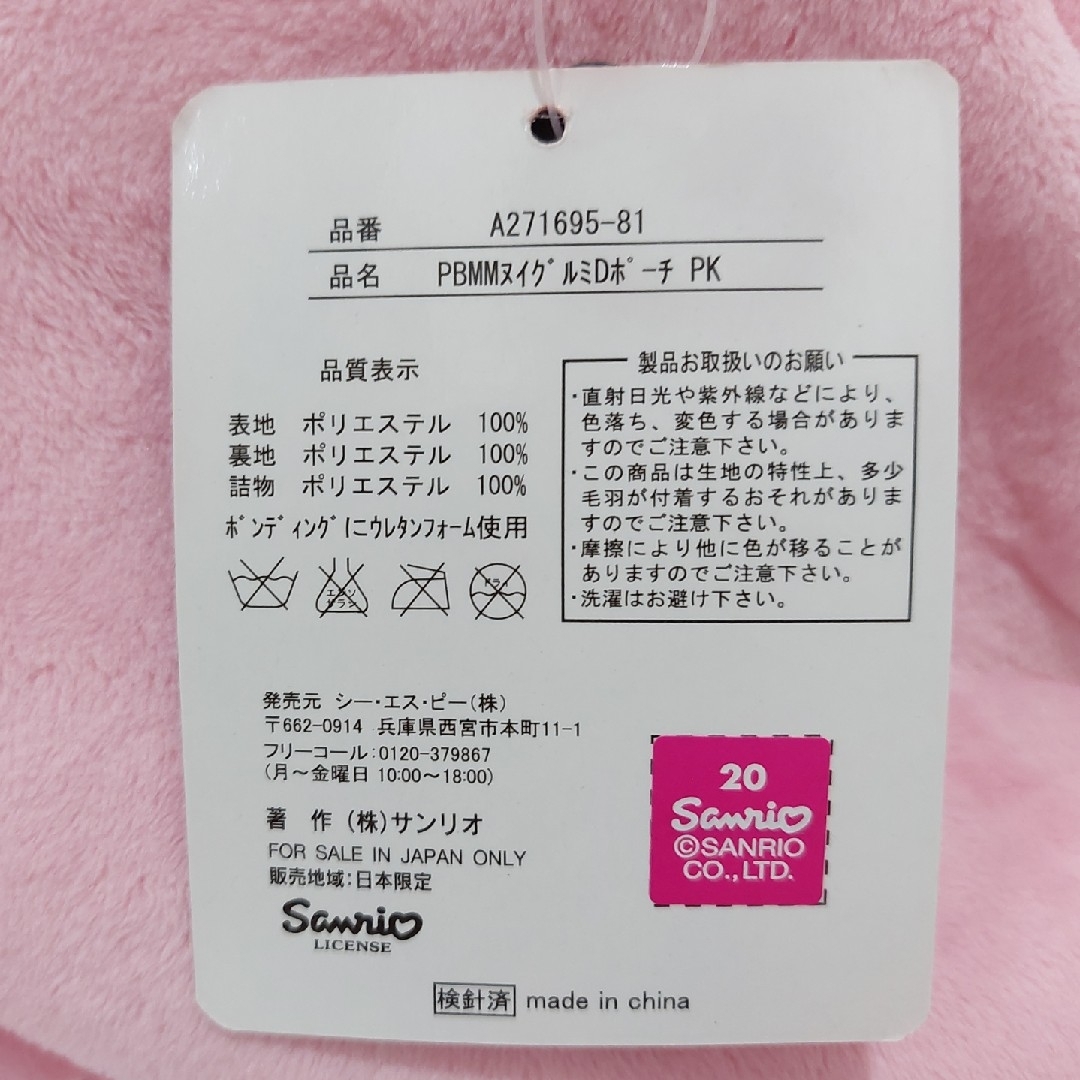 品番 A271695-81
品名 PBMMﾇｲｸﾞﾙﾐDﾎﾟｰﾁ PK
品質表示
表地 ポリエステル 100%
裏地 ポリエステル 100%
詰物 ポリエステル 100%
ﾎﾞﾝﾃﾞｨﾝｸﾞにｳﾚﾀﾝﾌｫｰﾑ使用
エンソ
サラシ
ドライ
製品お取扱いのお願い
・直射日光や紫外線などにより、
色落ち、変色する場合がありま
すのでご注意下さい。
・この商品は生地の特性上、多少
毛羽が付着するおそれがありま
すのでご注意下さい。
・摩擦により他に色が移ることが
ありますのでご注意下さい。
・洗濯はお避け下さい。
発売元 シー・エス・ピー(株)
〒662-0914 兵庫県西宮市本町11-1
フリーコール:0120-379867
(月～金曜日 10:00～18:00)
著 作 (株)サンリオ
FOR SALE IN JAPAN ONLY
販売地域:日本限定
Sanrio
LICENSE
20
Sanrio
©SANRIO
CO.,LTD.
検針済 made in china